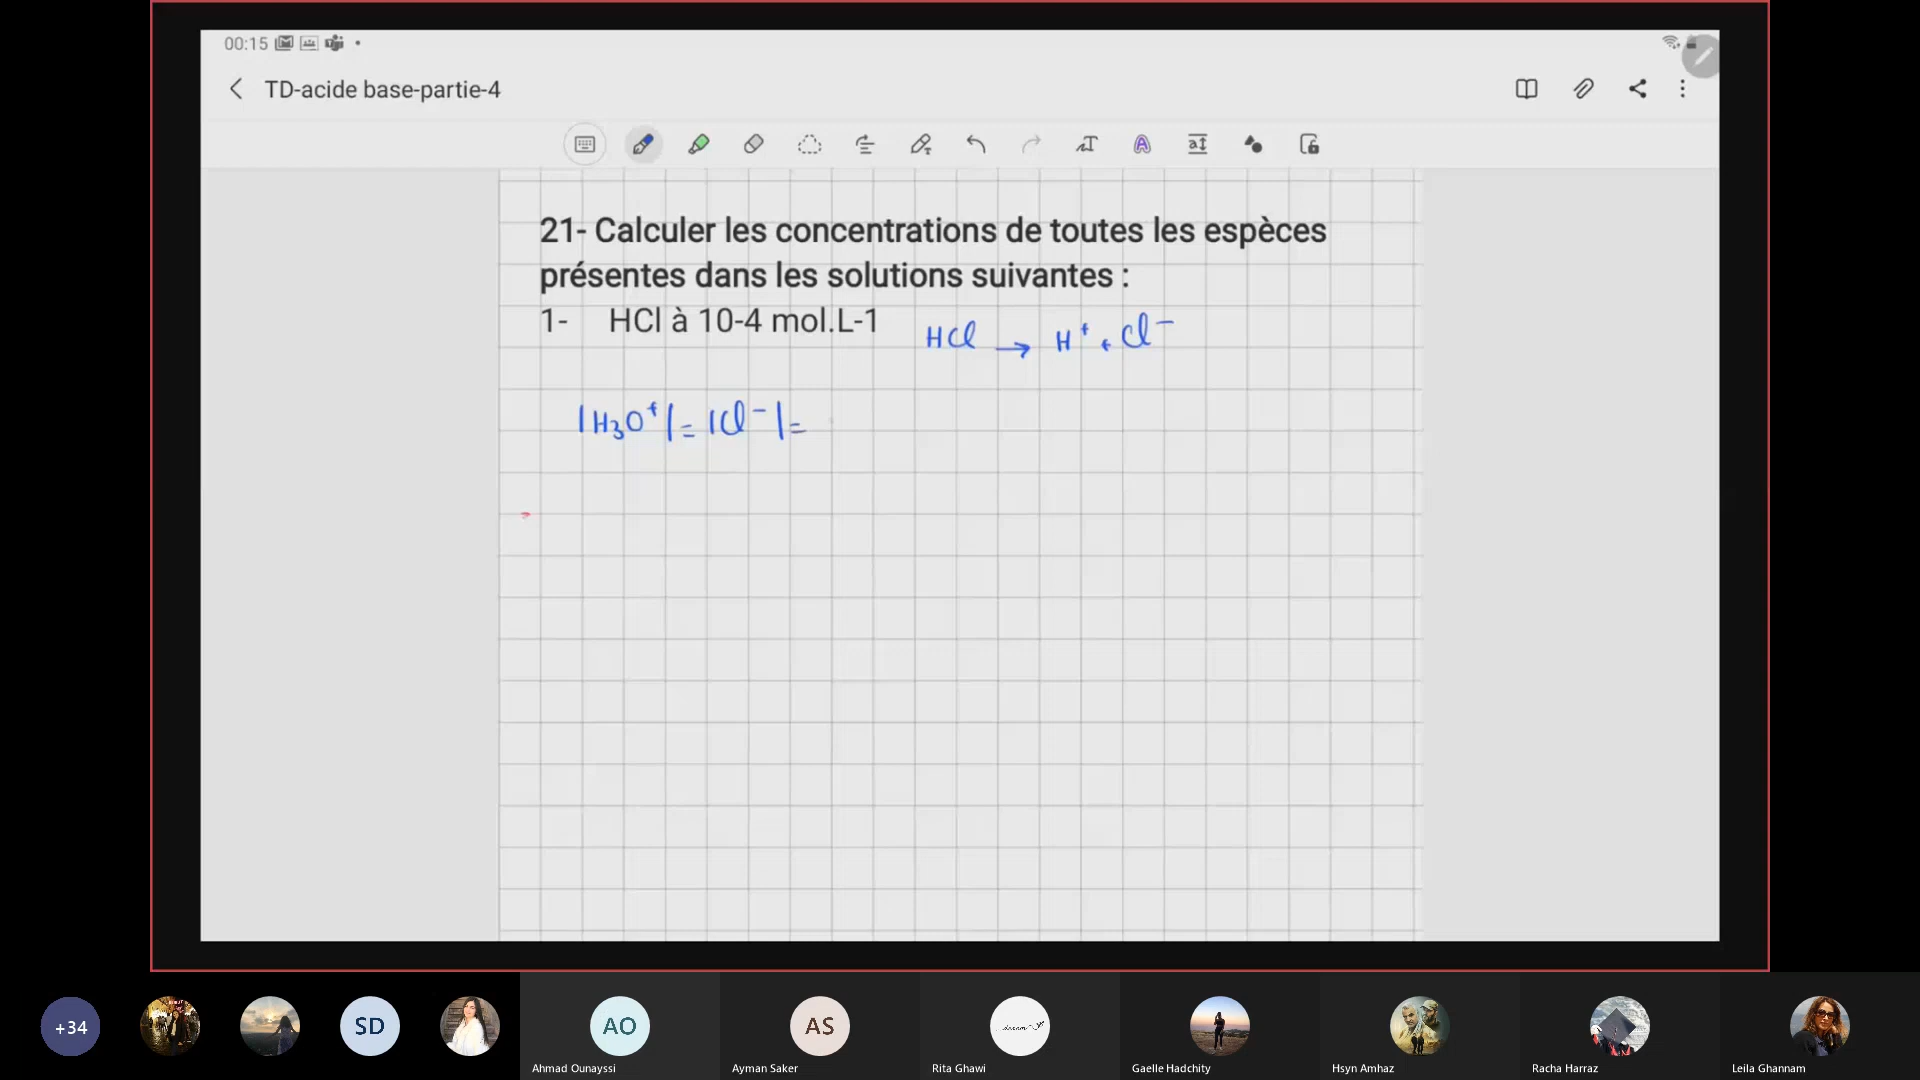 00:15
TD-acide base-partie-4
21- Calculer les concentrations de toutes les espèces
présentes dans les solutions suivantes :
1- HCl à 10-4 mol.L-1 HCl → H⁺ + Cl⁻
|H₃O⁺| = |Cl⁻| =
+34
SD
AO
AS
dream
Ahmad Ounayssi
Ayman Saker
Rita Ghawi
Gaelle Hadchity
Hsyn Amhaz
Racha Harraz
Leila Ghannam